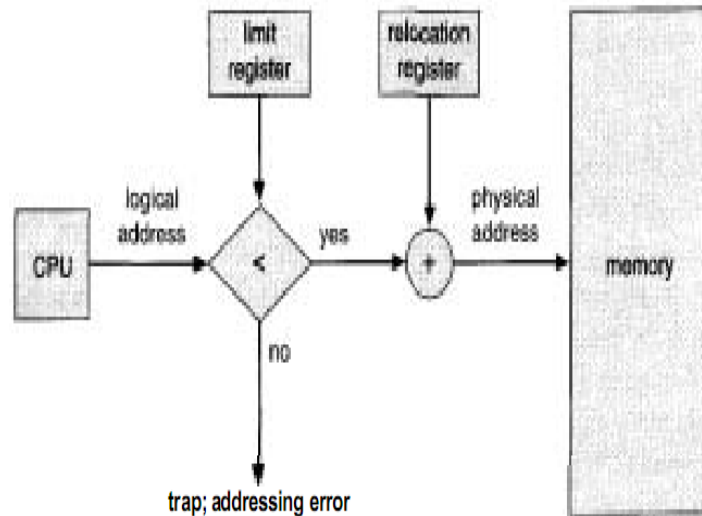 limit
register
relocation
register
logical
address
physical
address
CPU
<
yes
+
memory
no
trap; addressing error